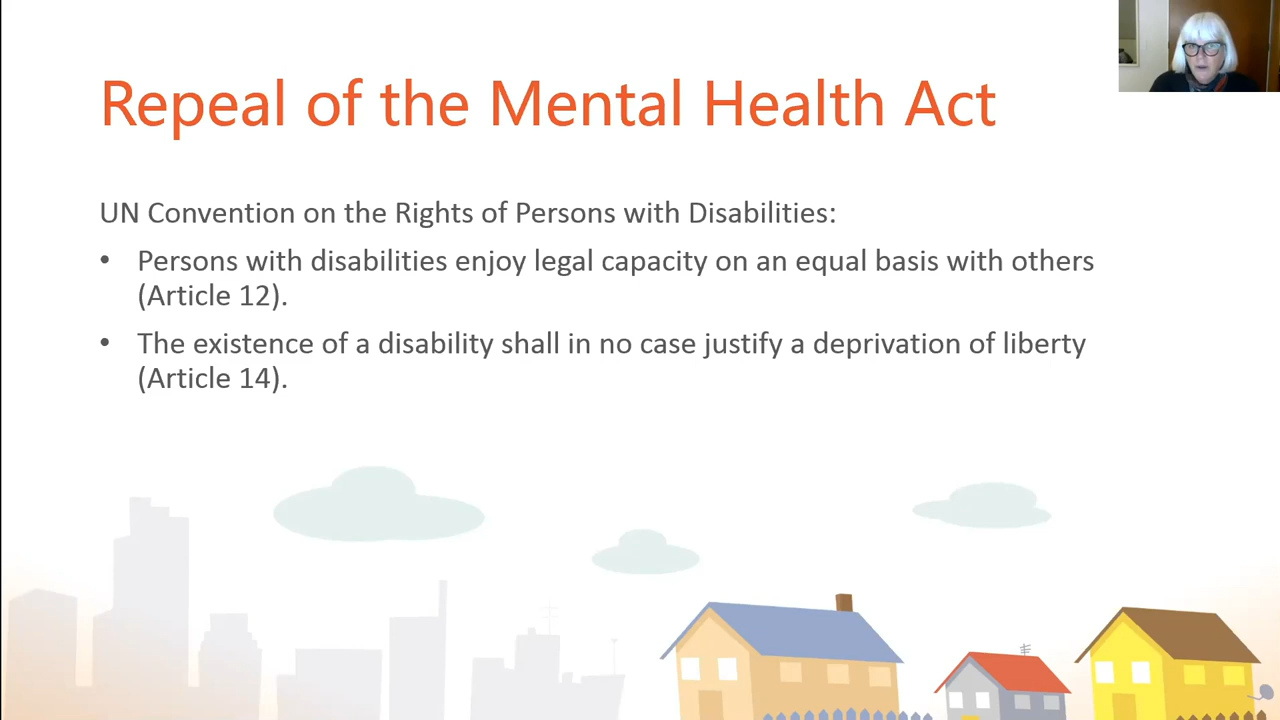 Repeal of the Mental Health Act
UN Convention on the Rights of Persons with Disabilities:
• Persons with disabilities enjoy legal capacity on an equal basis with others
(Article 12).
• The existence of a disability shall in no case justify a deprivation of liberty
(Article 14).